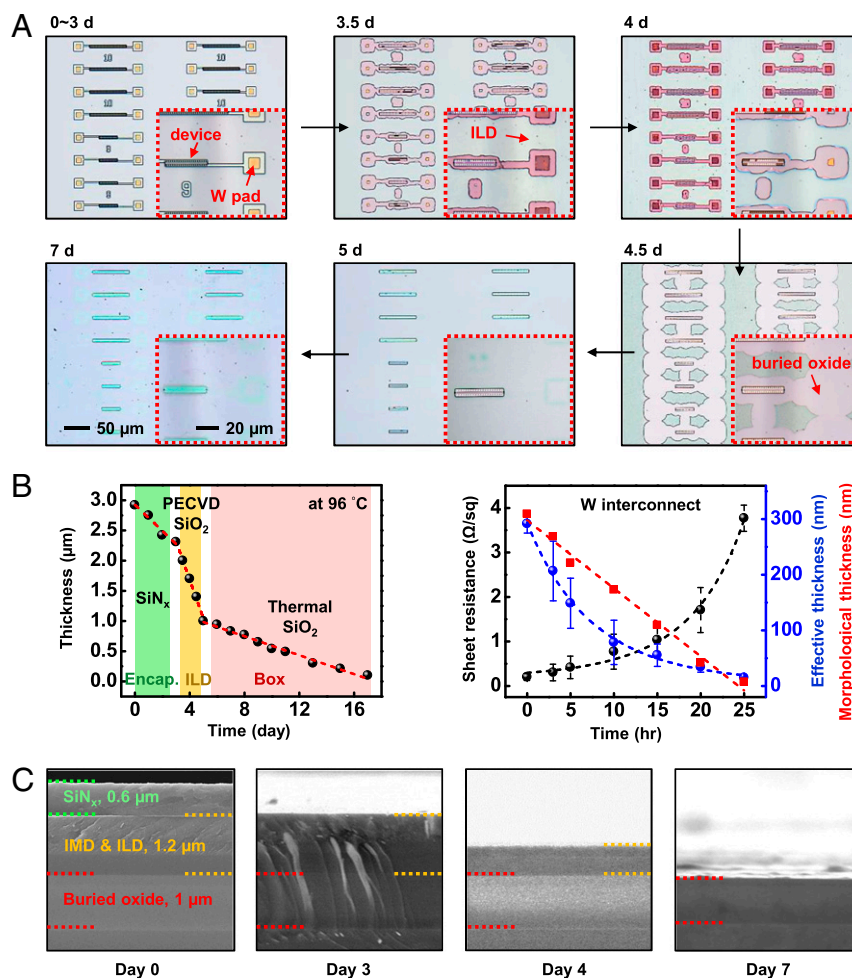 A
0~3 d
3.5 d
4 d
10
10
10
10
9
9
device
W pad
9
ILD
7 d
5 d
4.5 d
50 µm
20 µm
buried oxide
B
PECVD
SiO₂
at 96 °C
SiNₓ
Thermal
SiO₂
Encap.
ILD
Box
Thickness (µm)
3.0
2.5
2.0
1.5
1.0
0.5
0.0
0
4
8
12
16
Time (day)
W interconnect
Sheet resistance (Ω/sq)
4
3
2
1
0
0
5
10
15
20
25
Time (hr)
300
200
100
0
Effective thickness (nm)
Morphological thickness (nm)
C
SiNₓ, 0.6 µm
IMD & ILD, 1.2 µm
Buried oxide, 1 µm
Day 0
Day 3
Day 4
Day 7